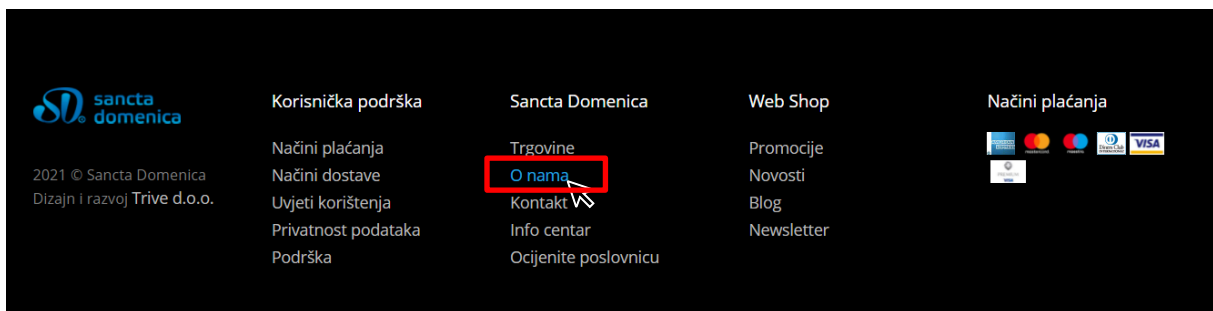 sancta
domenica
2021 © Sancta Domenica
Dizajn i razvoj Trive d.o.o.
Korisnička podrška
Načini plaćanja
Načini dostave
Uvjeti korištenja
Privatnost podataka
Podrška
Sancta Domenica
Trgovine
O nama
Kontakt
Info centar
Ocijenite poslovnicu
Web Shop
Promocije
Novosti
Blog
Newsletter
Načini plaćanja
VISA